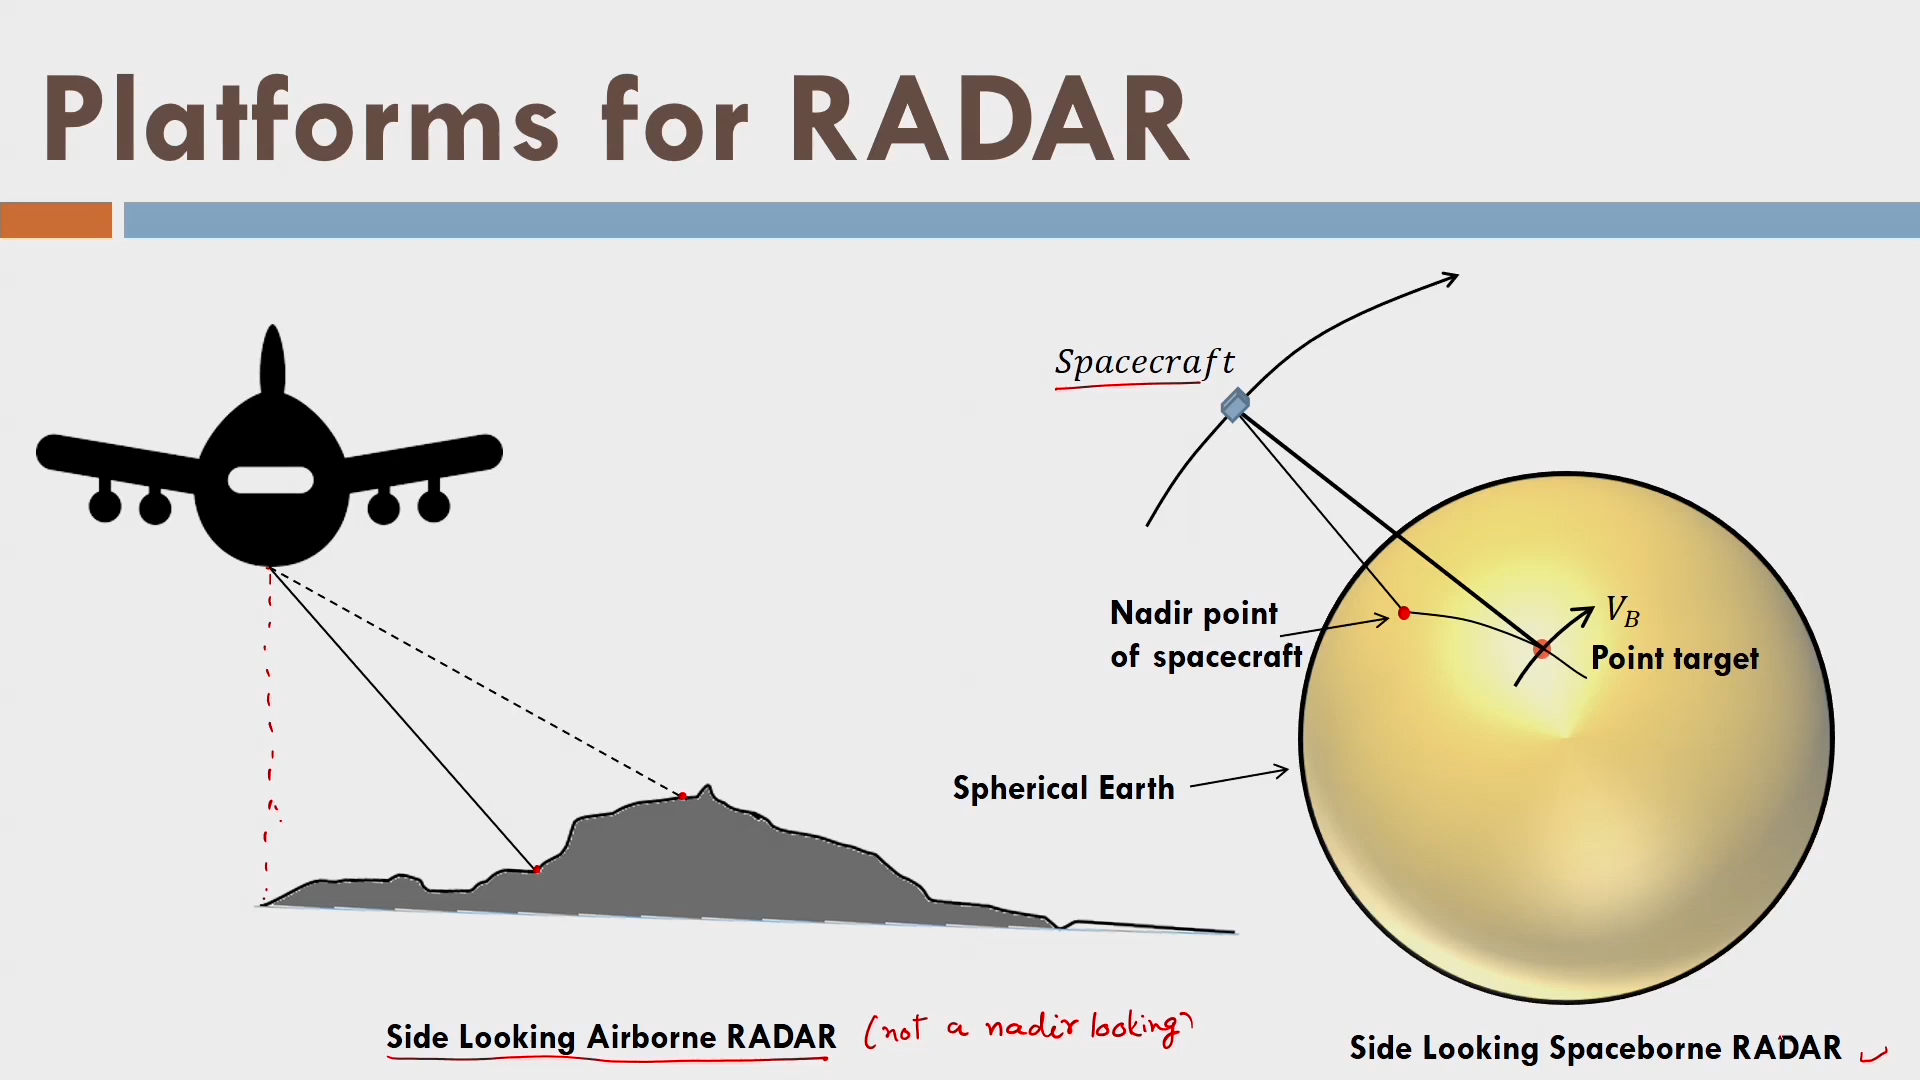 Platforms for RADAR
Spacecraft
Nadir point
of spacecraft
V_B
Point target
Spherical Earth
Side Looking Airborne RADAR (not a nadir looking)
Side Looking Spaceborne RADAR